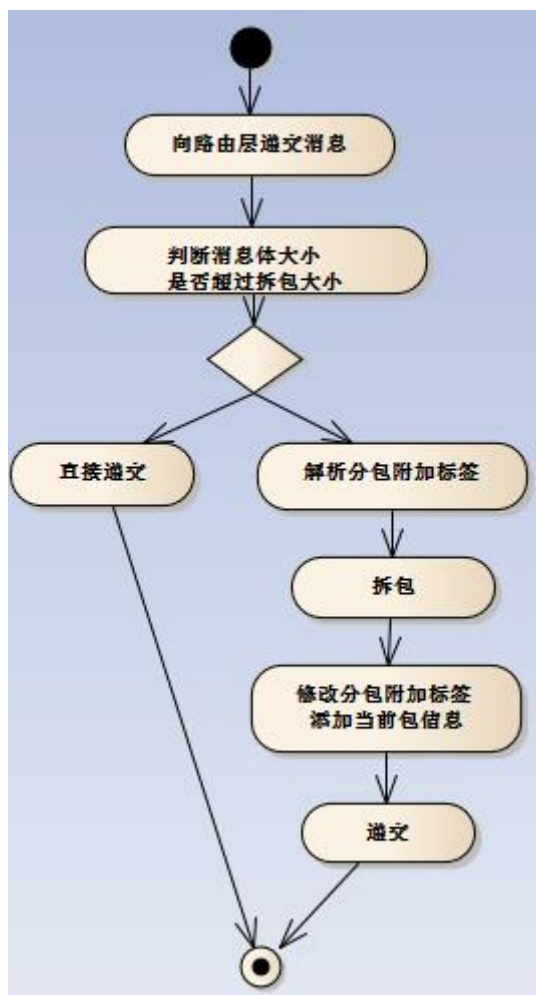 向路由层递交消息
判断消息体大小
是否超过拆包大小
直接递交
解析分包附加标签
拆包
修改分包附加标签
添加当前包信息
递交